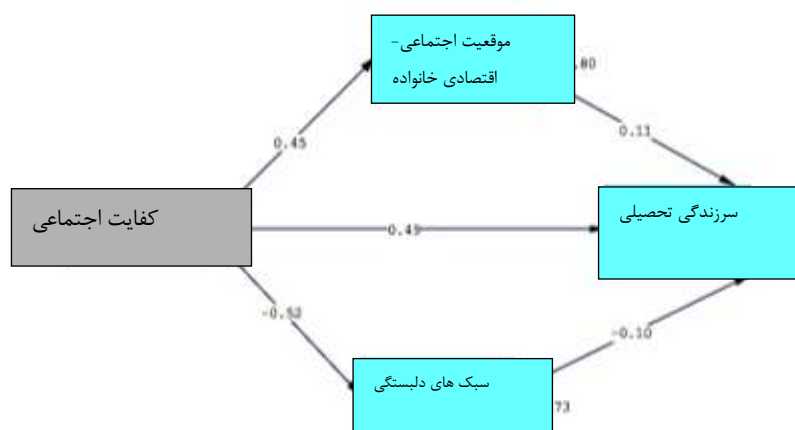 موقعیت اجتماعی-
اقتصادی خانواده
.80
0.45
0.11
کفایت اجتماعی
0.49
سرزندگی تحصیلی
-0.52
-0.10
سبک های دلبستگی
73